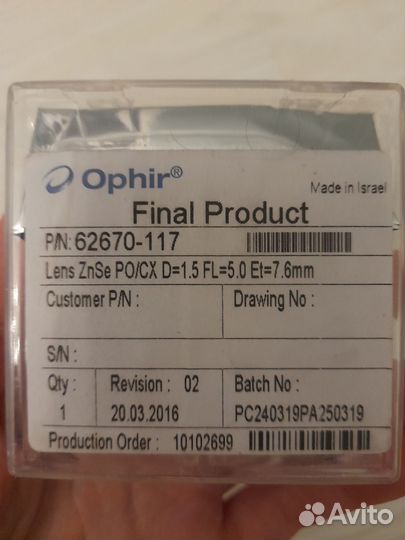 Ophir®
Made in Israel
Final Product
P/N: 62670-117
Lens ZnSe PO/CX D=1.5 FL=5.0 Et=7.6mm
Customer P/N :
Drawing No :
S/N :
Qty : Revision : 02 Batch No :
1 20.03.2016 PC240319PA250319
Production Order : 10102699
Avito